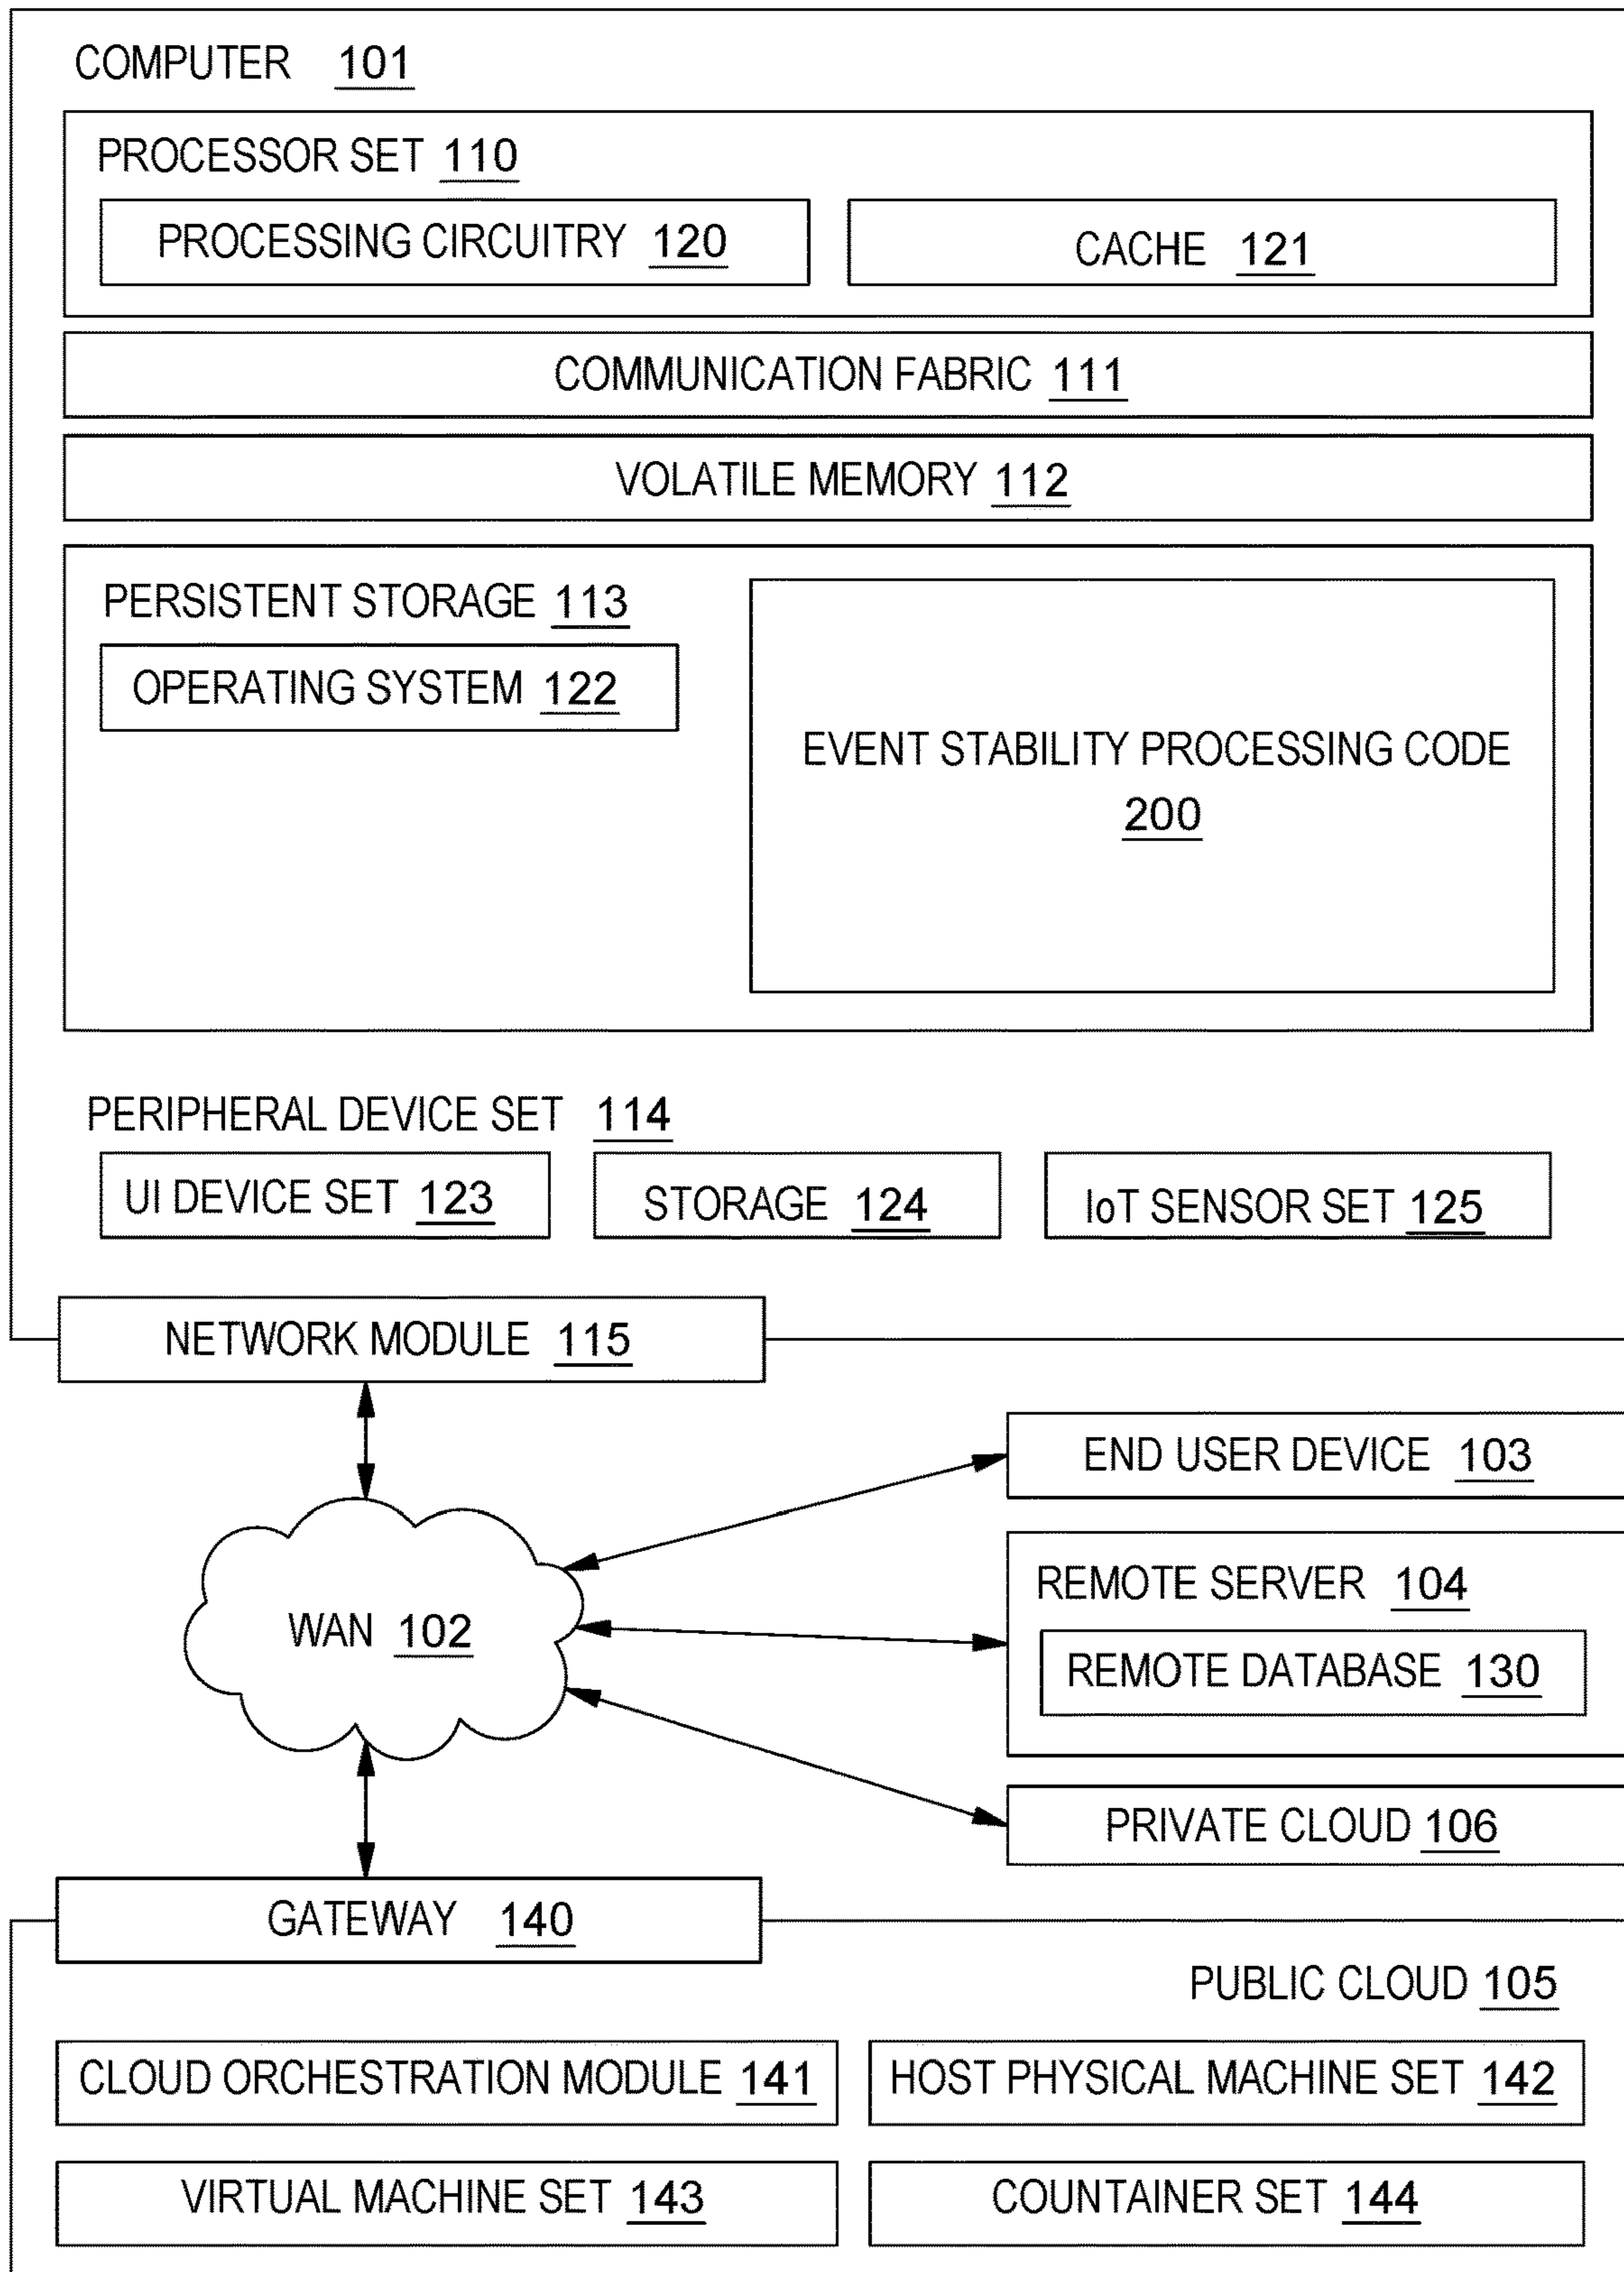 COMPUTER 101
PROCESSOR SET 110
PROCESSING CIRCUITRY 120
CACHE 121
COMMUNICATION FABRIC 111
VOLATILE MEMORY 112
PERSISTENT STORAGE 113
OPERATING SYSTEM 122
EVENT STABILITY PROCESSING CODE
200
PERIPHERAL DEVICE SET 114
UI DEVICE SET 123
STORAGE 124
IoT SENSOR SET 125
NETWORK MODULE 115
END USER DEVICE 103
WAN 102
REMOTE SERVER 104
REMOTE DATABASE 130
PRIVATE CLOUD 106
GATEWAY 140
PUBLIC CLOUD 105
CLOUD ORCHESTRATION MODULE 141
HOST PHYSICAL MACHINE SET 142
VIRTUAL MACHINE SET 143
COUNTAINER SET 144